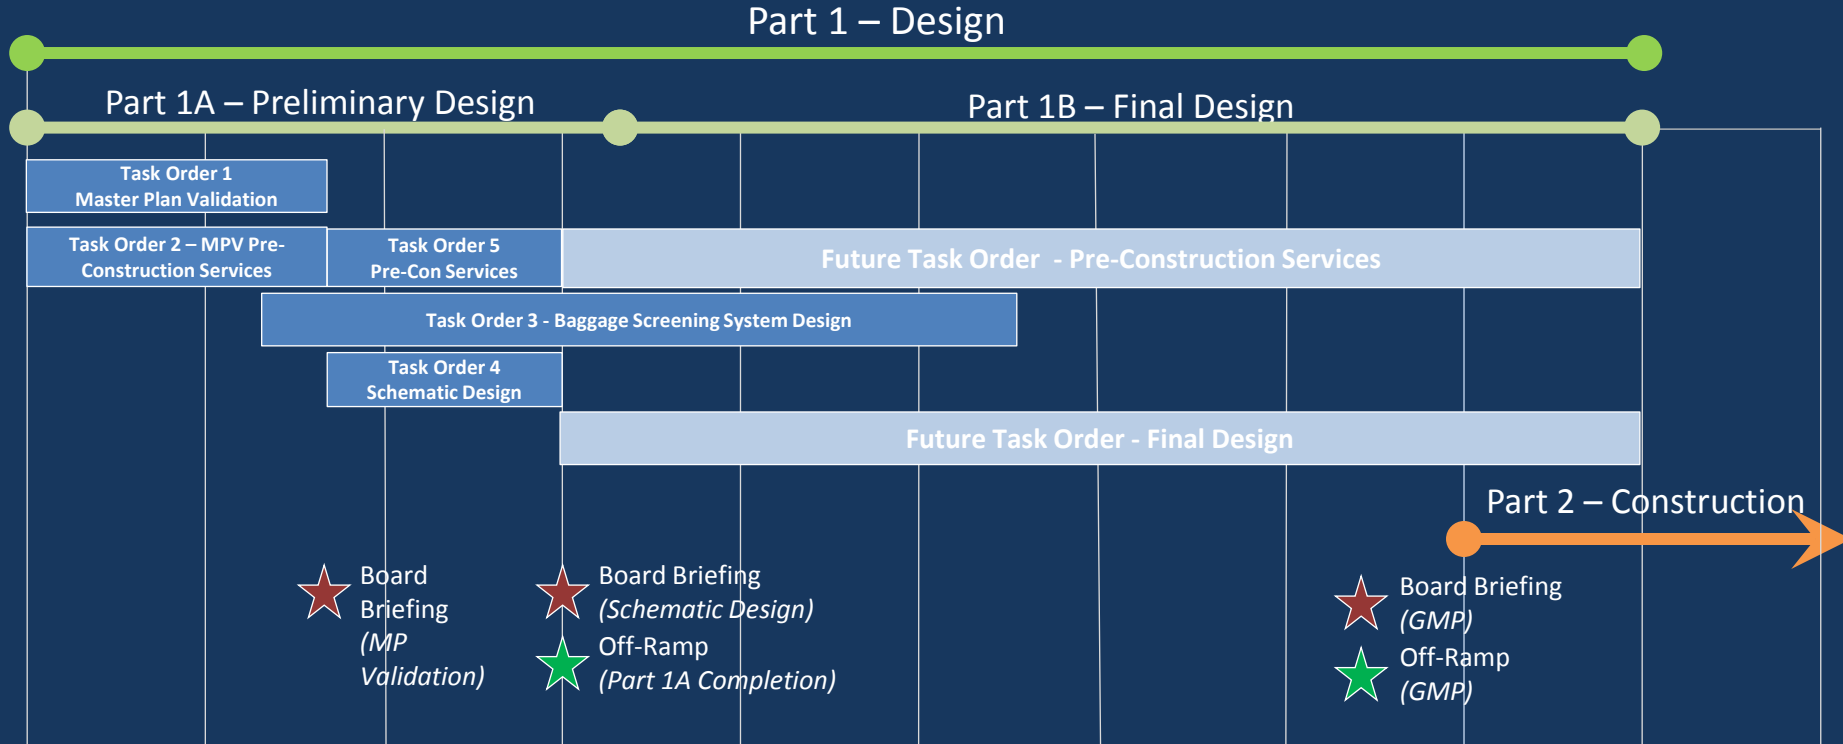 Part 1 – Design
Part 1A – Preliminary Design
Part 1B – Final Design
Task Order 1
Master Plan Validation
Task Order 2 – MPV Pre-
Construction Services
Task Order 5
Pre-Con Services
Future Task Order - Pre-Construction Services
Task Order 3 - Baggage Screening System Design
Task Order 4
Schematic Design
Future Task Order - Final Design
Part 2 – Construction
Board
Briefing
(MP
Validation)
Board Briefing
(Schematic Design)
Off-Ramp
(Part 1A Completion)
Board Briefing
(GMP)
Off-Ramp
(GMP)